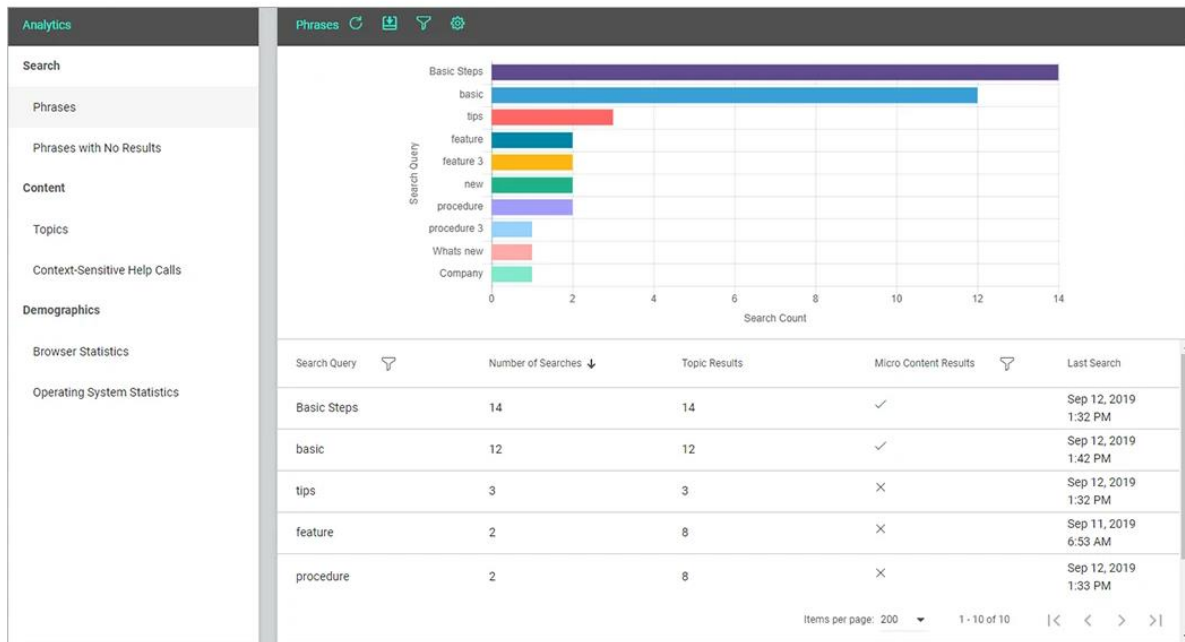 Analytics
Search
Phrases
Phrases with No Results
Content
Topics
Context-Sensitive Help Calls
Demographics
Browser Statistics
Operating System Statistics
Phrases
Search Query
Basic Steps
basic
tips
feature
feature 3
new
procedure
procedure 3
Whats new
Company
0 2 4 6 8 10 12 14
Search Count
Search Query Number of Searches Topic Results Micro Content Results Last Search
Basic Steps 14 14 Sep 12, 2019
1:32 PM
basic 12 12 Sep 12, 2019
1:42 PM
tips 3 3 Sep 12, 2019
1:32 PM
feature 2 8 Sep 11, 2019
6:53 AM
procedure 2 8 Sep 12, 2019
1:33 PM
Items per page: 200 1 - 10 of 10